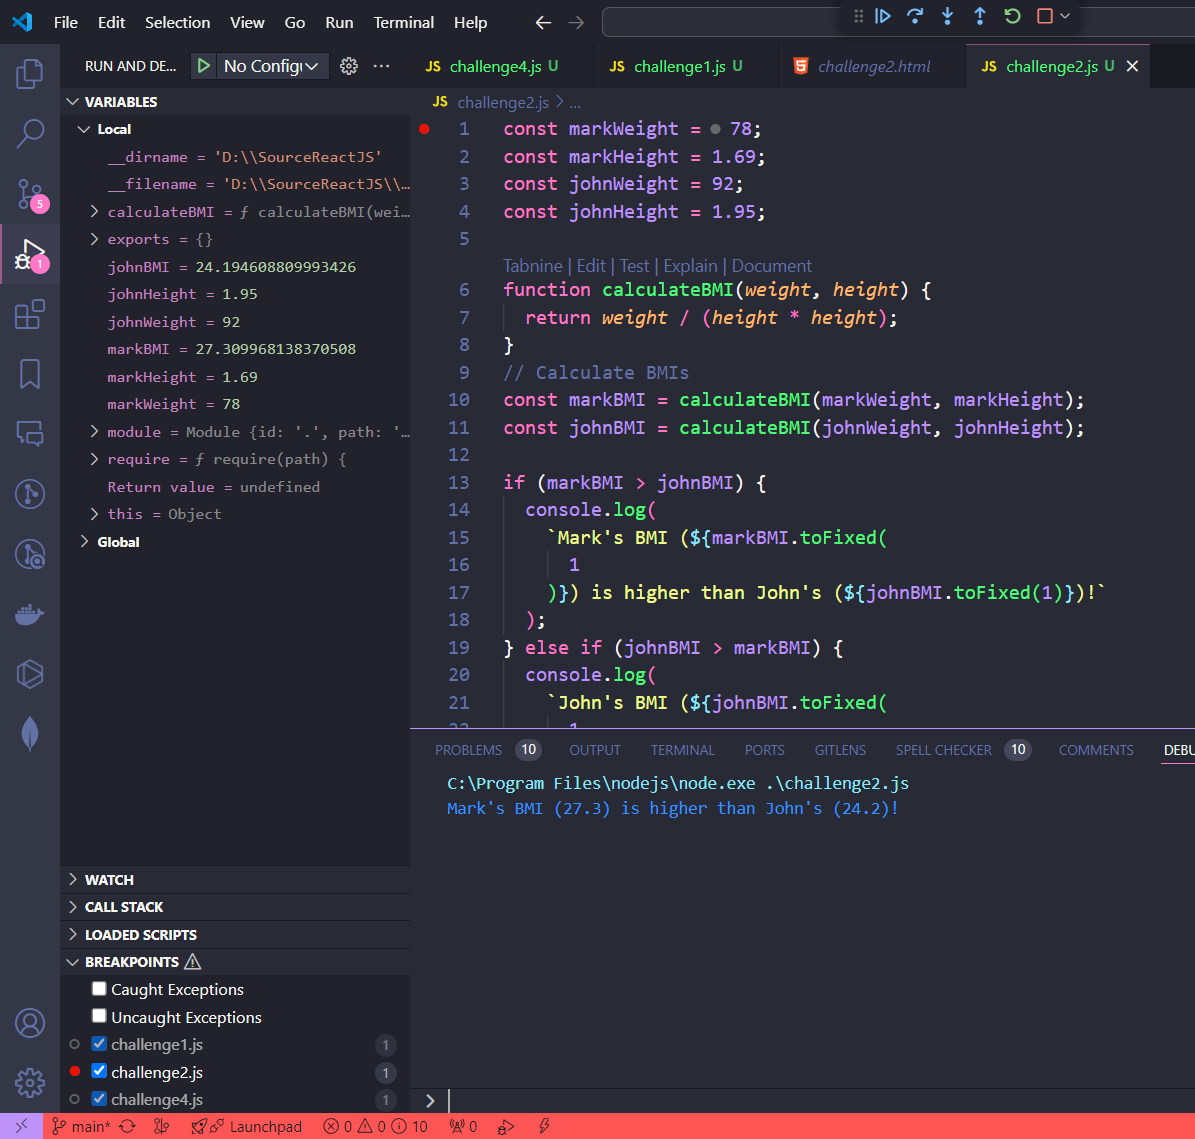 File Edit Selection View Go Run Terminal Help
RUN AND DE... No Config
JS challenge4.js U JS challenge1.js U 5 challenge2.html JS challenge2.js U
JS challenge2.js > ...
VARIABLES
Local
__dirname = 'D:\\SourceReactJS'
__filename = 'D:\\SourceReactJS\\...
calculateBMI = ƒ calculateBMI(wei...
exports = {}
johnBMI = 24.194608809993426
johnHeight = 1.95
johnWeight = 92
markBMI = 27.309968138370508
markHeight = 1.69
markWeight = 78
module = Module {id: '.', path: '...
require = ƒ require(path) {
Return value = undefined
this = Object
Global
5
1
1 const markWeight = 78;
2 const markHeight = 1.69;
3 const johnWeight = 92;
4 const johnHeight = 1.95;
5
Tabnine | Edit | Test | Explain | Document
6 function calculateBMI(weight, height) {
7 return weight / (height * height);
8 }
9 // Calculate BMIs
10 const markBMI = calculateBMI(markWeight, markHeight);
11 const johnBMI = calculateBMI(johnWeight, johnHeight);
12
13 if (markBMI > johnBMI) {
14 console.log(
15 `Mark's BMI (${markBMI.toFixed(
16 1
17 )}) is higher than John's (${johnBMI.toFixed(1)})!`
18 );
19 } else if (johnBMI > markBMI) {
20 console.log(
21 `John's BMI (${johnBMI.toFixed(
22 1
PROBLEMS 10 OUTPUT TERMINAL PORTS GITLENS SPELL CHECKER 10 COMMENTS DEBU
C:\Program Files\nodejs\node.exe .\challenge2.js
Mark's BMI (27.3) is higher than John's (24.2)!
WATCH
CALL STACK
LOADED SCRIPTS
BREAKPOINTS
Caught Exceptions
Uncaught Exceptions
challenge1.js 1
challenge2.js 1
challenge4.js 1
main* Launchpad 0 0 10 0